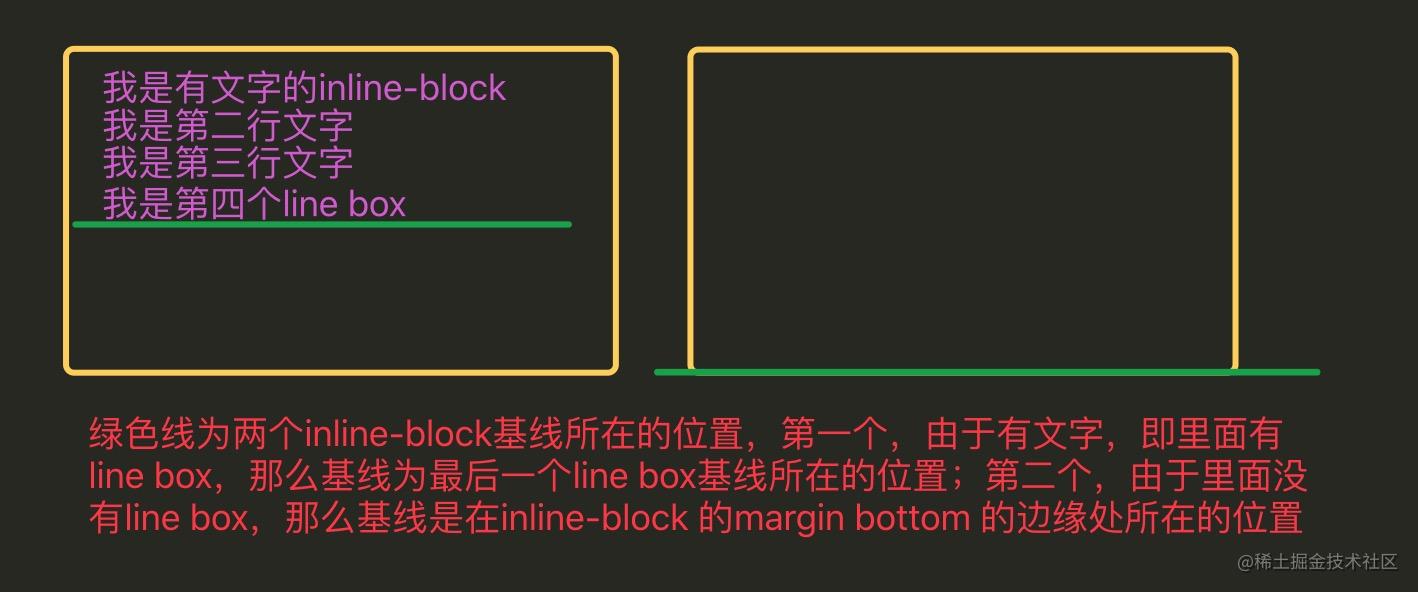 我是有文字的inline-block
我是第二行文字
我是第三行文字
我是第四个line box
绿色线为两个inline-block基线所在的位置，第一个，由于有文字，即里面有
line box，那么基线为最后一个line box基线所在的位置；第二个，由于里面没
有line box，那么基线是在inline-block 的margin bottom 的边缘处所在的位置
@稀土掘金技术社区